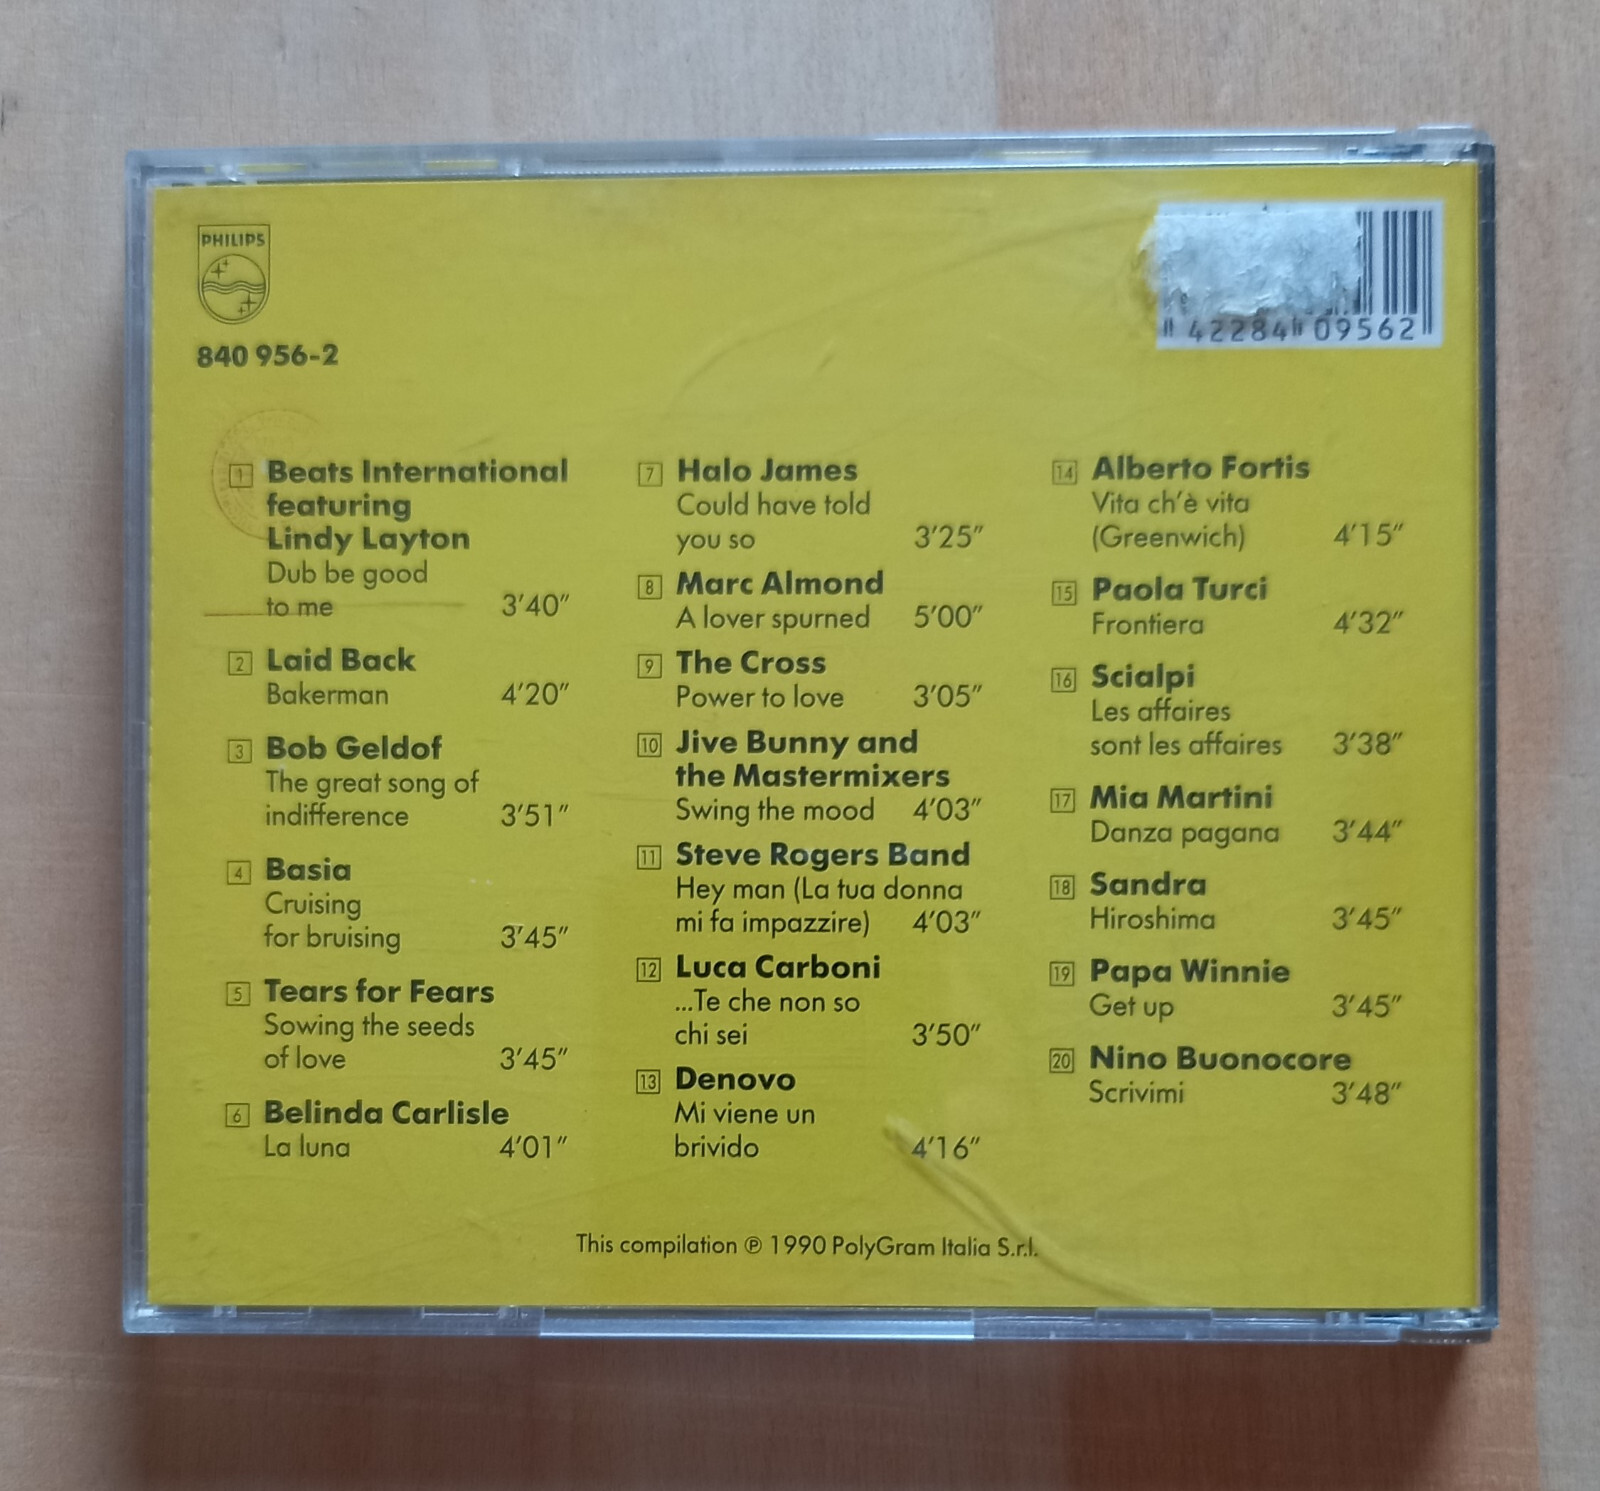 PHILIPS
840 956-2
42284 09562
1 Beats International
featuring
Lindy Layton
Dub be good
to me 3'40"
2 Laid Back
Bakerman 4'20"
3 Bob Geldof
The great song of
indifference 3'51"
4 Basia
Cruising
for bruising 3'45"
5 Tears for Fears
Sowing the seeds
of love 3'45"
6 Belinda Carlisle
La luna 4'01"
7 Halo James
Could have told
you so 3'25"
8 Marc Almond
A lover spurned 5'00"
9 The Cross
Power to love 3'05"
10 Jive Bunny and
the Mastermixers
Swing the mood 4'03"
11 Steve Rogers Band
Hey man (La tua donna
mi fa impazzire) 4'03"
12 Luca Carboni
...Te che non so
chi sei 3'50"
13 Denovo
Mi viene un
brivido 4'16"
14 Alberto Fortis
Vita ch'è vita
(Greenwich) 4'15"
15 Paola Turci
Frontiera 4'32"
16 Scialpi
Les affaires
sont les affaires 3'38"
17 Mia Martini
Danza pagana 3'44"
18 Sandra
Hiroshima 3'45"
19 Papa Winnie
Get up 3'45"
20 Nino Buonocore
Scrivimi 3'48"
This compilation ℗ 1990 PolyGram Italia S.r.l.